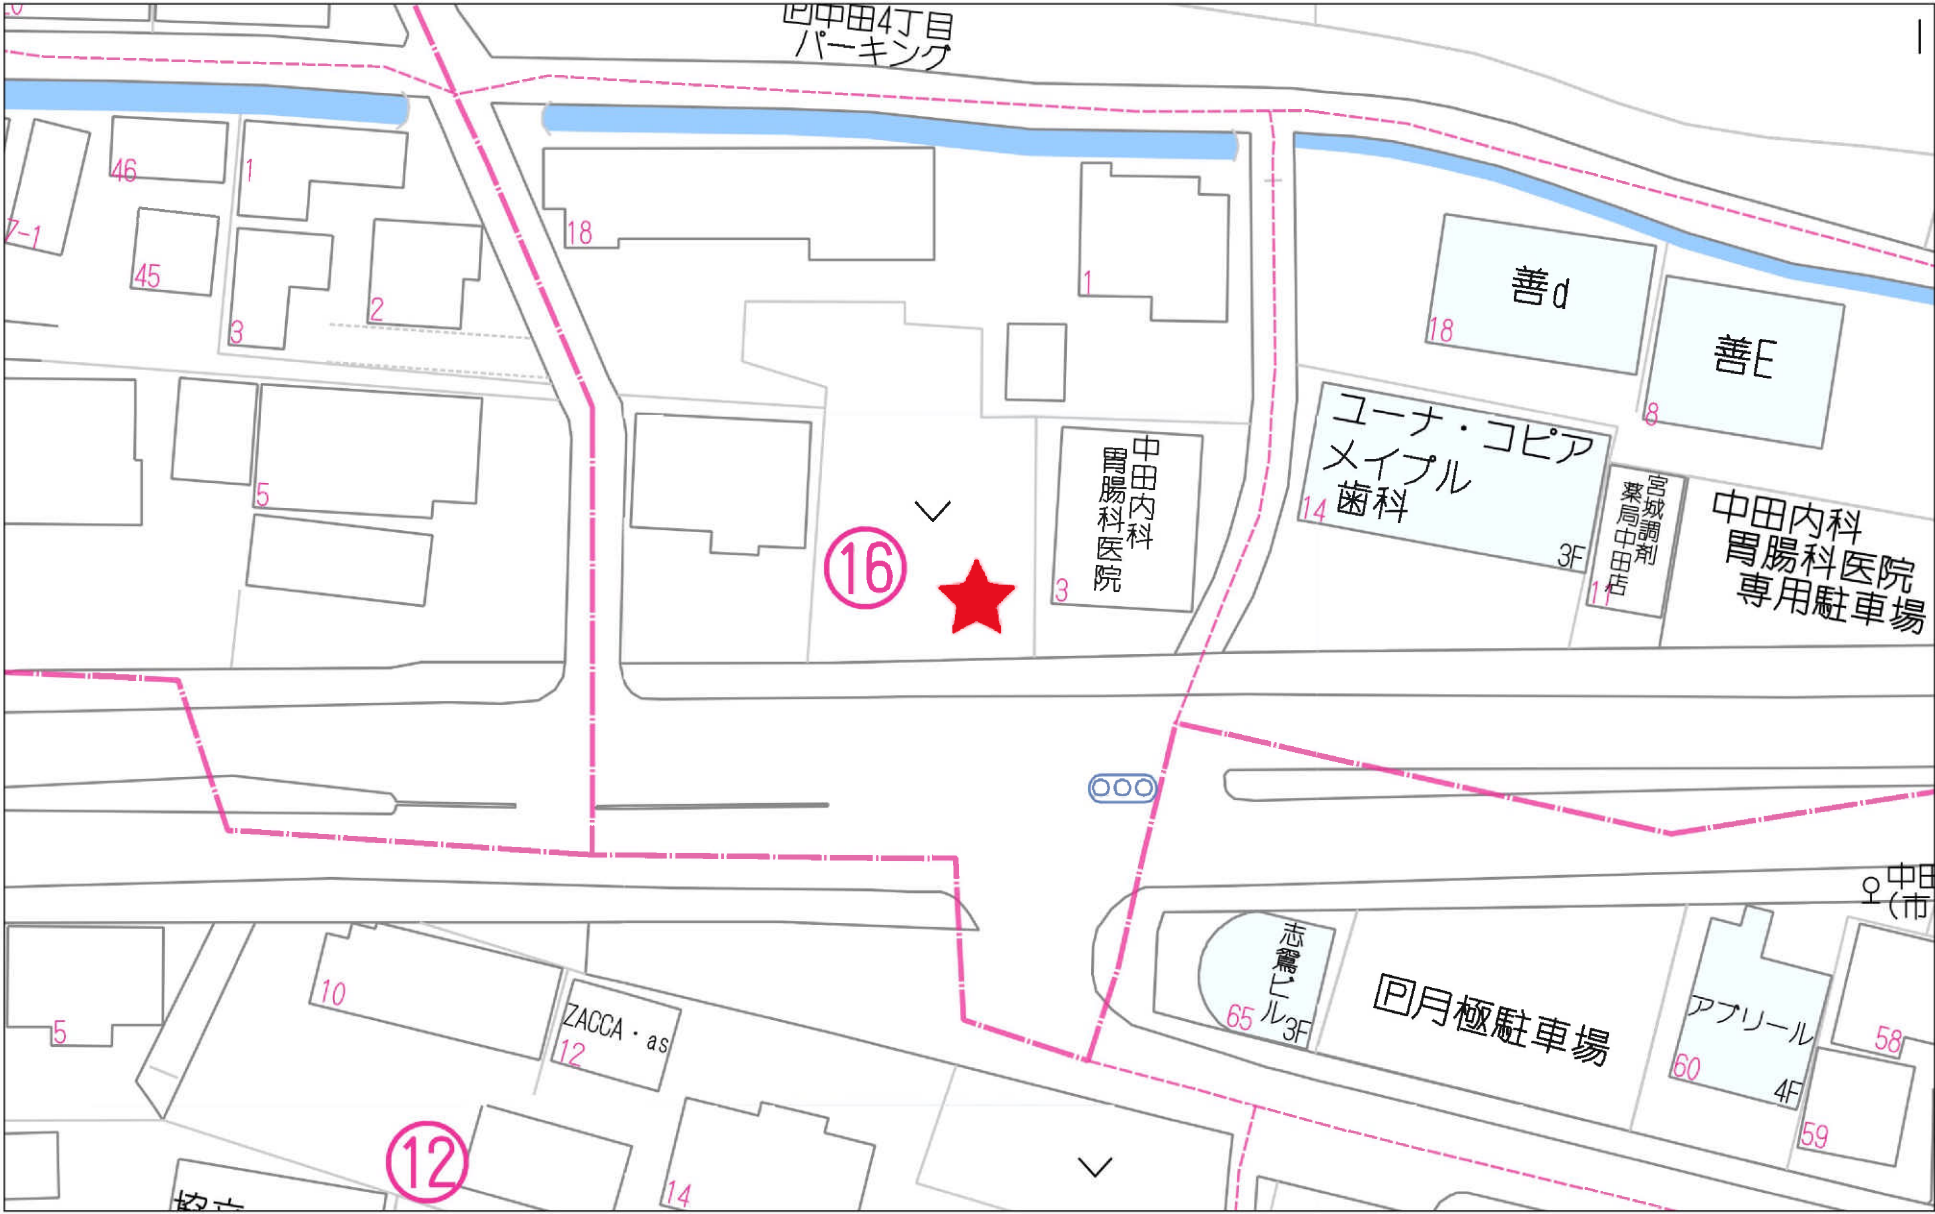 P中田4丁目
パーキング
46
1
7-1
45
18
3
2
1
善d
18
善E
8
5
中田内科
胃腸科医院
3
ユーナ・コピア
メイプル
歯科
14
3F
宮城調剤
薬局中田店
11
中田内科
胃腸科医院
専用駐車場
16
中田
(市
10
5
ZACCA・as
12
65
3F
P月極駐車場
アプリール
60
4F
58
59
12
14